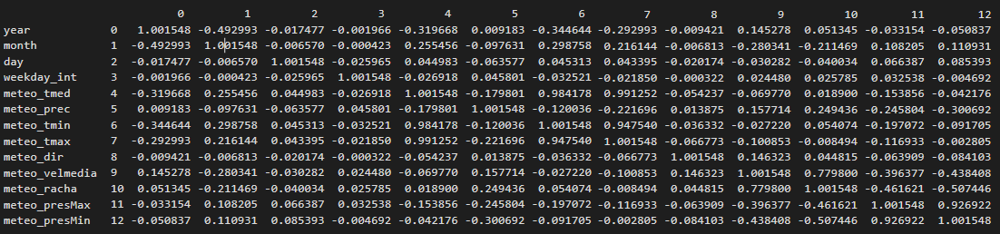 0 1 2 3 4 5 6 7 8 9 10 11 12
year 0 1.001548 -0.492993 -0.017477 -0.001966 -0.319668 0.009183 -0.344644 -0.292993 -0.009421 0.145278 0.051345 -0.033154 -0.050837
month 1 -0.492993 1.001548 -0.006570 -0.000423 0.255456 -0.097631 0.298758 0.216144 -0.006813 -0.280341 -0.211469 0.108205 0.110931
day 2 -0.017477 -0.006570 1.001548 -0.025965 0.044983 -0.063577 0.045313 0.043395 -0.020174 -0.030282 -0.040034 0.066387 0.085393
weekday_int 3 -0.001966 -0.000423 -0.025965 1.001548 -0.026918 0.045801 -0.032521 -0.021850 -0.000322 0.024480 0.025785 0.032538 -0.004692
meteo_tmed 4 -0.319668 0.255456 0.044983 -0.026918 1.001548 -0.179801 0.984178 0.991252 -0.054237 -0.069770 0.018900 -0.153856 -0.042176
meteo_prec 5 0.009183 -0.097631 -0.063577 0.045801 -0.179801 1.001548 -0.120036 -0.221696 0.013875 0.157714 0.249436 -0.245804 -0.300692
meteo_tmin 6 -0.344644 0.298758 0.045313 -0.032521 0.984178 -0.120036 1.001548 0.947540 -0.036332 -0.027220 0.054074 -0.197072 -0.091705
meteo_tmax 7 -0.292993 0.216144 0.043395 -0.021850 0.991252 -0.221696 0.947540 1.001548 -0.066773 -0.100853 -0.008494 -0.116933 -0.002805
meteo_dir 8 -0.009421 -0.006813 -0.020174 -0.000322 -0.054237 0.013875 -0.036332 -0.066773 1.001548 0.146323 0.044815 -0.063909 -0.084103
meteo_velmedia 9 0.145278 -0.280341 -0.030282 0.024480 -0.069770 0.157714 -0.027220 -0.100853 0.146323 1.001548 0.779800 -0.396377 -0.438408
meteo_racha 10 0.051345 -0.211469 -0.040034 0.025785 0.018900 0.249436 0.054074 -0.008494 0.044815 0.779800 1.001548 -0.461621 -0.507446
meteo_presMax 11 -0.033154 0.108205 0.066387 0.032538 -0.153856 -0.245804 -0.197072 -0.116933 -0.063909 -0.396377 -0.461621 1.001548 0.926922
meteo_presMin 12 -0.050837 0.110931 0.085393 -0.004692 -0.042176 -0.300692 -0.091705 -0.002805 -0.084103 -0.438408 -0.507446 0.926922 1.001548